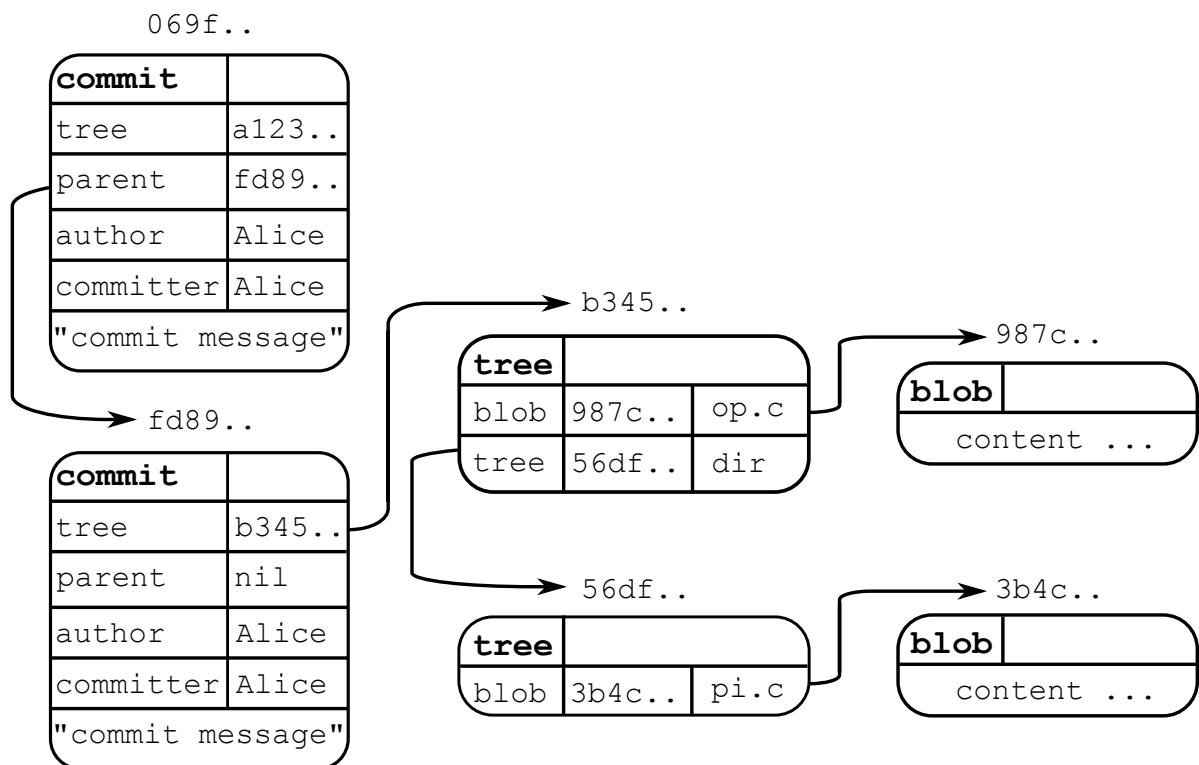 069f..
commit
tree a123..
parent fd89..
author Alice
committer Alice
"commit message"
fd89..
commit
tree b345..
parent nil
author Alice
committer Alice
"commit message"
b345..
tree
blob 987c.. op.c
tree 56df.. dir
56df..
tree
blob 3b4c.. pi.c
987c..
blob
content ...
3b4c..
blob
content ...